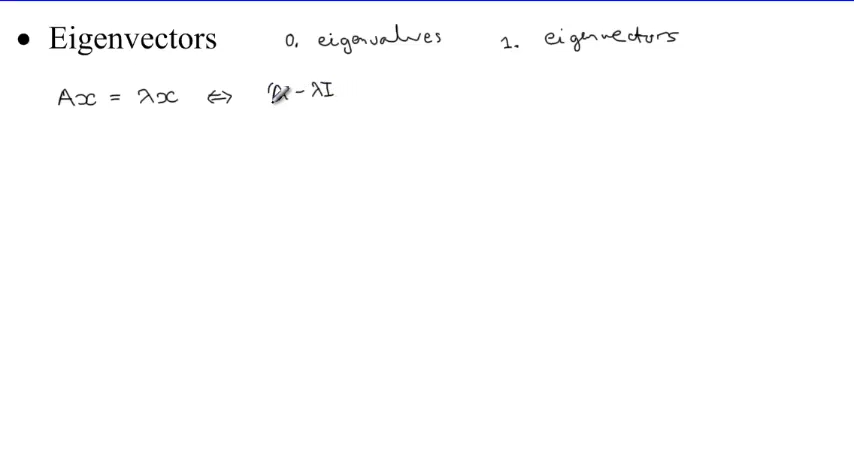 • Eigenvectors 0. eigenvalues 1. eigenvectors
Ax = λx ⇔ - λI